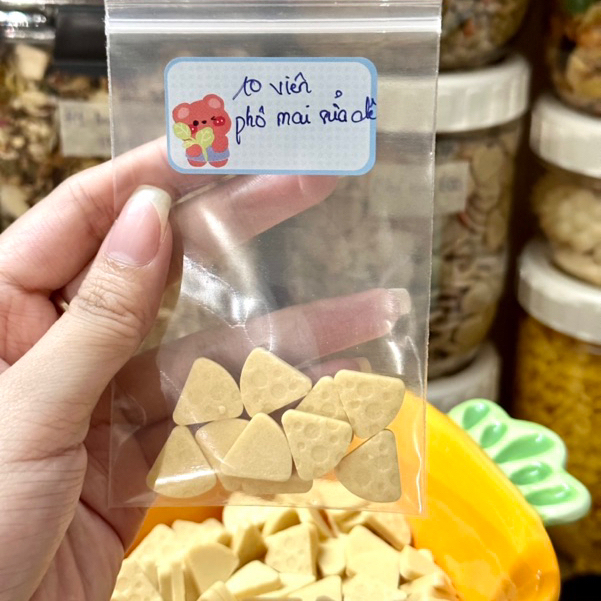 10 viên
phô mai sữa dê